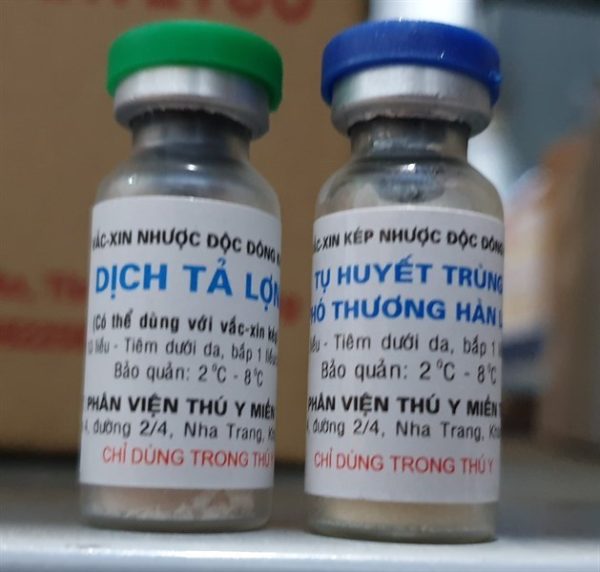 VẮC-XIN NHƯỢC ĐỘC ĐÔNG
DỊCH TẢ LỢN
(Có thể dùng với vắc-xin kép
liều - Tiêm dưới da, bắp 1 liều
Bảo quản: 2°C - 8°C
PHÂN VIỆN THÚ Y MIỀN
4, đường 2/4, Nha Trang, Kh
CHỈ DÙNG TRONG THÚ Y
VẮC-XIN KÉP NHƯỢC ĐỘC ĐÔNG
TỤ HUYẾT TRÙNG
PHÓ THƯƠNG HÀN L
liều - Tiêm dưới da, bắp 1
Bảo quản: 2°C - 8°C
PHÂN VIỆN THÚ Y MIỀN T
, đường 2/4, Nha Trang, Kh
CHỈ DÙNG TRONG THÚ Y